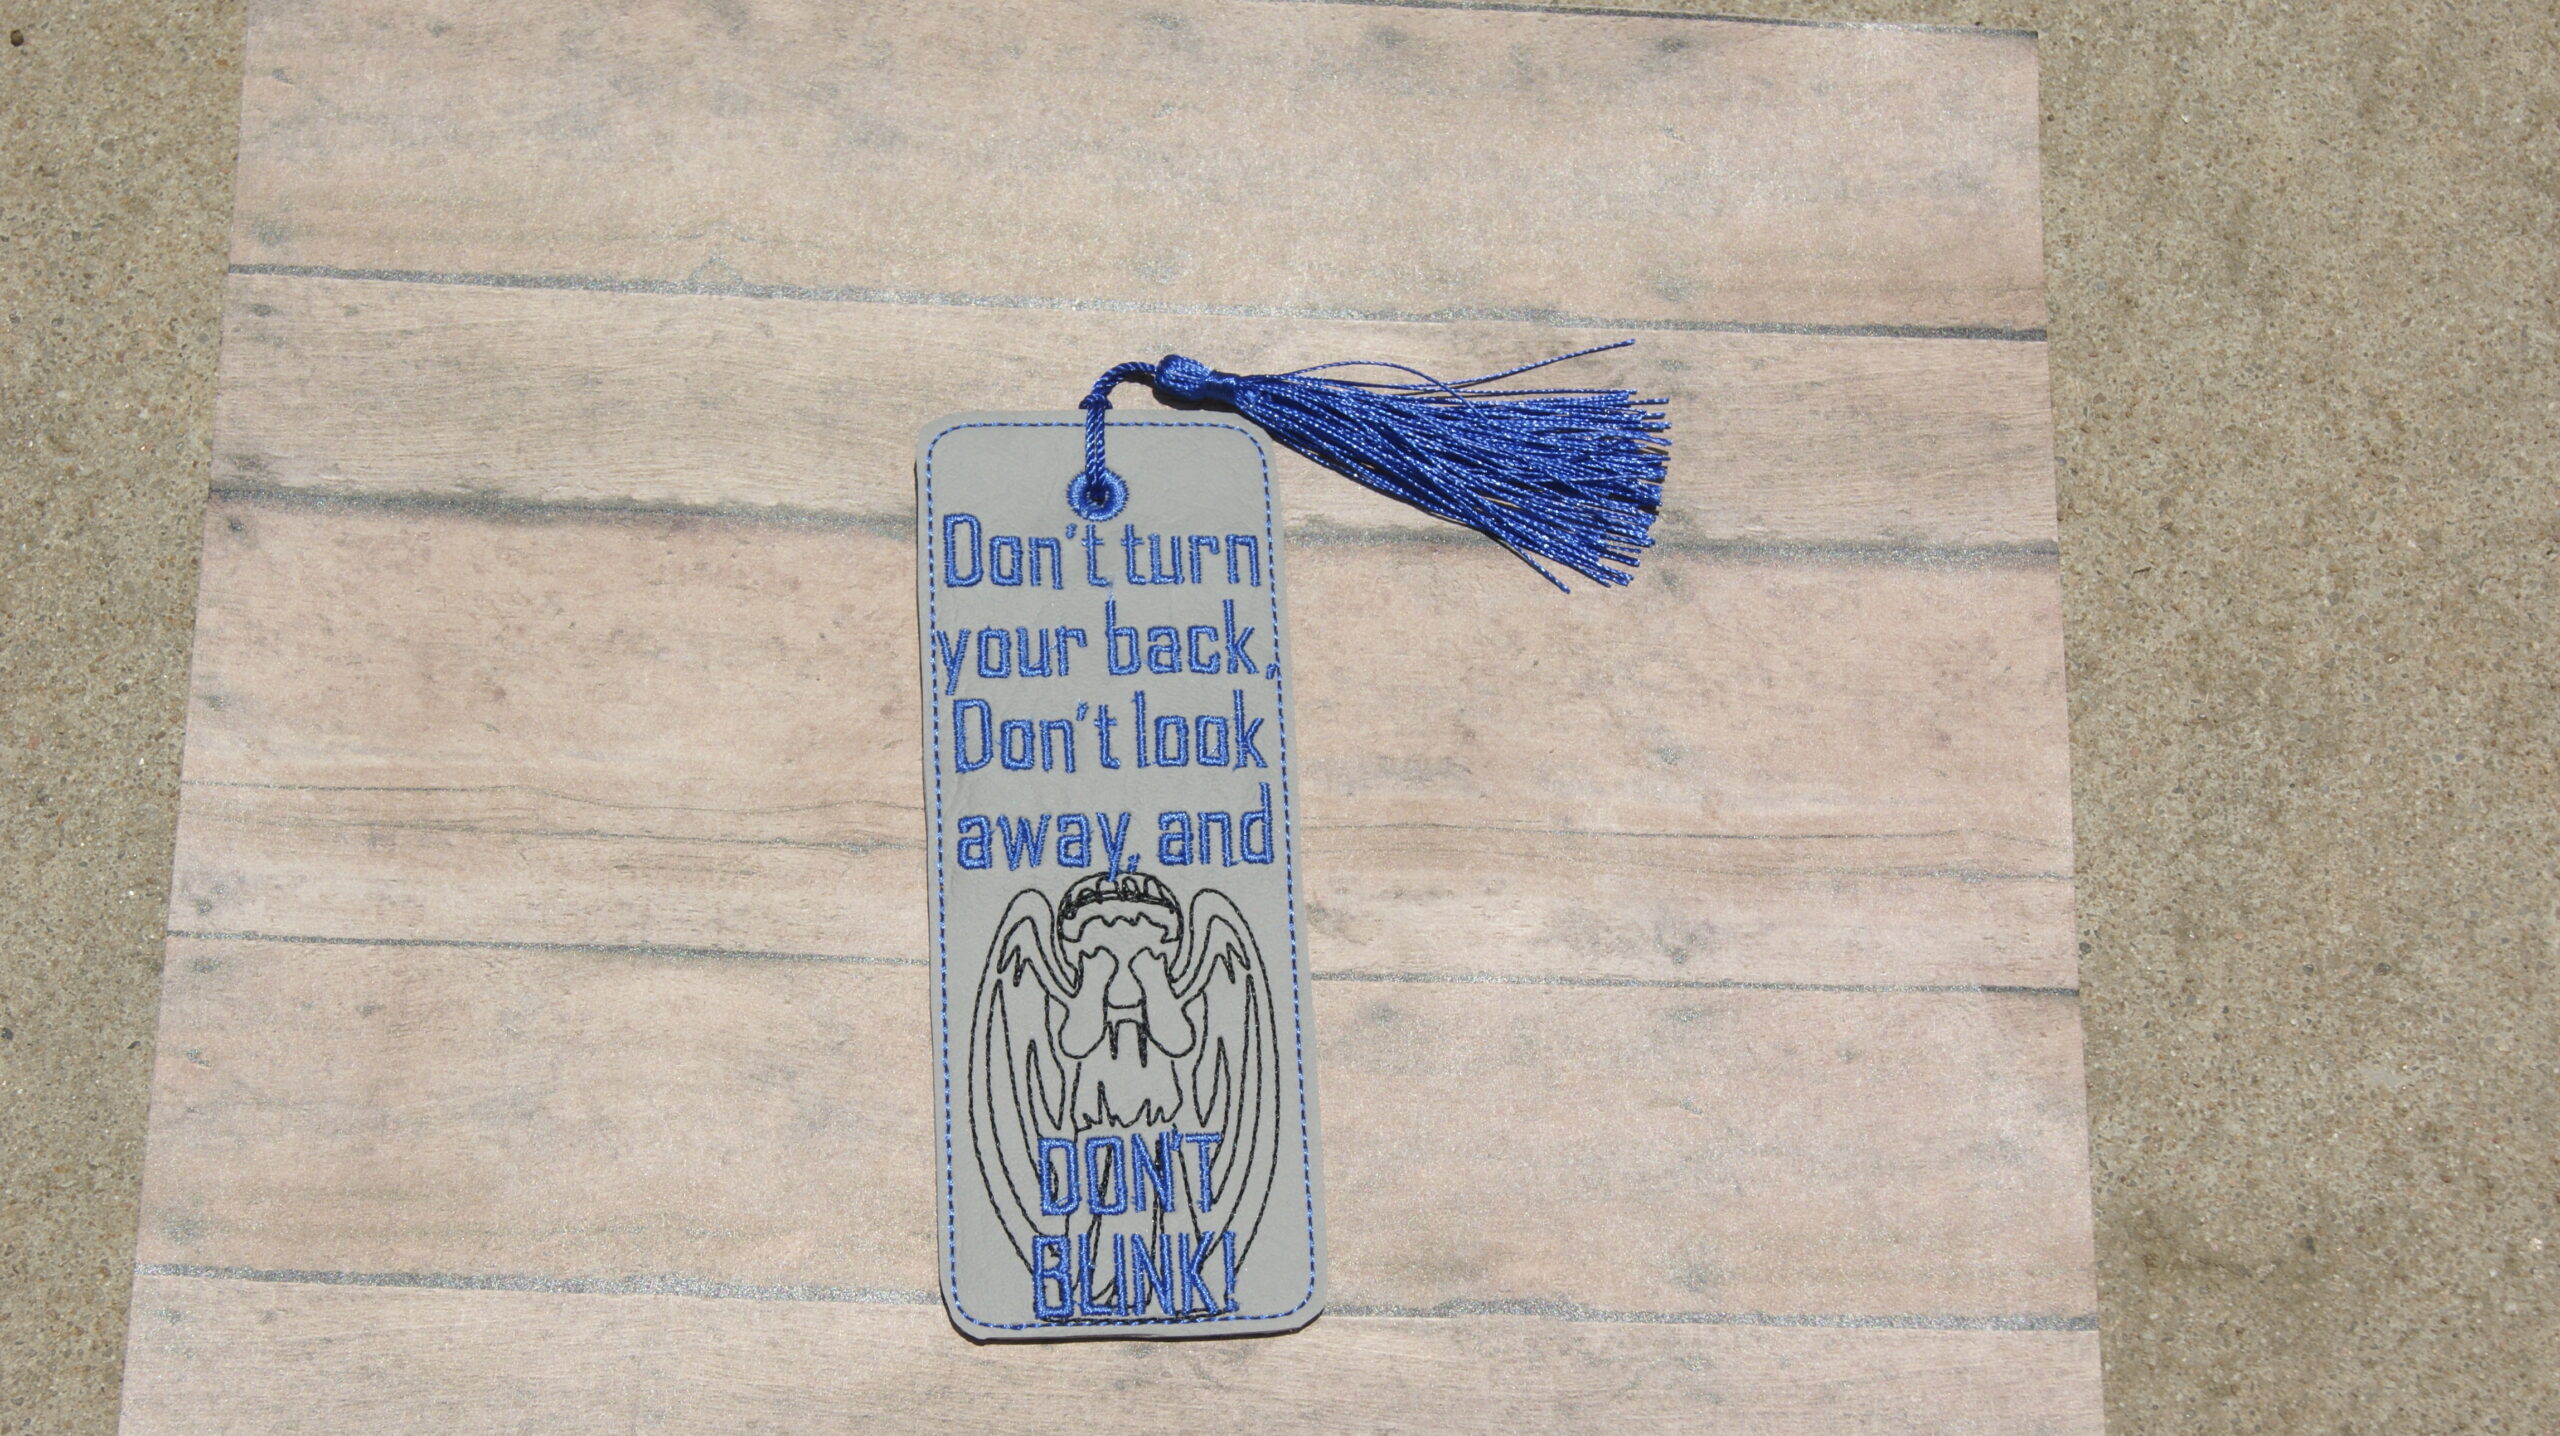 Don't turn
your back,
Don't look
away, and
DON'T
BLINK!